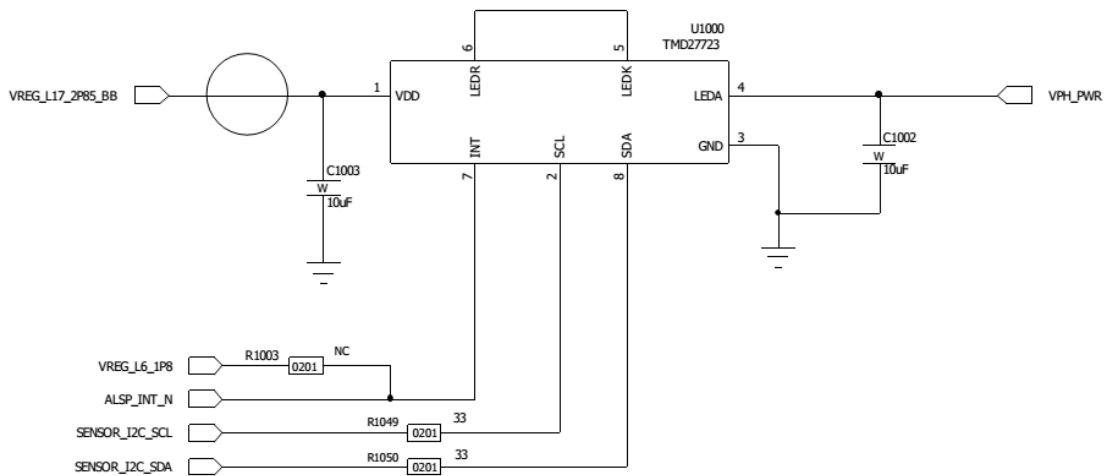 U1000
TMD27723
6
5
LEDR
LEDK
VREG_L17_2P85_BB
1
VDD
LEDA
4
VPH_PWR
INT
SCL
SDA
GND
3
C1002
W
10uF
C1003
W
10uF
7
2
8
VREG_L6_1P8
R1003
0201
NC
ALSP_INT_N
SENSOR_I2C_SCL
R1049
0201
33
SENSOR_I2C_SDA
R1050
0201
33